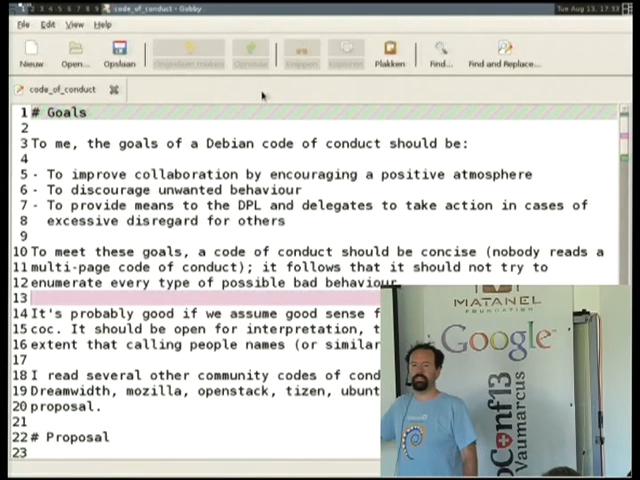 code_of_conduct - Gobby
Tue Aug 13, 17:33
File Edit View Help
Nieuw Open... Opslaan Plakken Find... Find and Replace...
code_of_conduct
1 # Goals
2
3 To me, the goals of a Debian code of conduct should be:
4
5 - To improve collaboration by encouraging a positive atmosphere
6 - To discourage unwanted behaviour
7 - To provide means to the DPL and delegates to take action in cases of
8 excessive disregard for others
9
10 To meet these goals, a code of conduct should be concise (nobody reads a
11 multi-page code of conduct); it follows that it should not try to
12 enumerate every type of possible bad behaviour.
13
14 It's probably good if we assume good sense f
15 coc. It should be open for interpretation, t
16 extent that calling people names (or similar
17
18 I read several other community codes of cond
19 Dreamwidth, mozilla, openstack, tizen, ubunt
20 proposal.
21
22 # Proposal
23
MATANEL
FOUNDATION
Google
Conf13
Vaumarcus